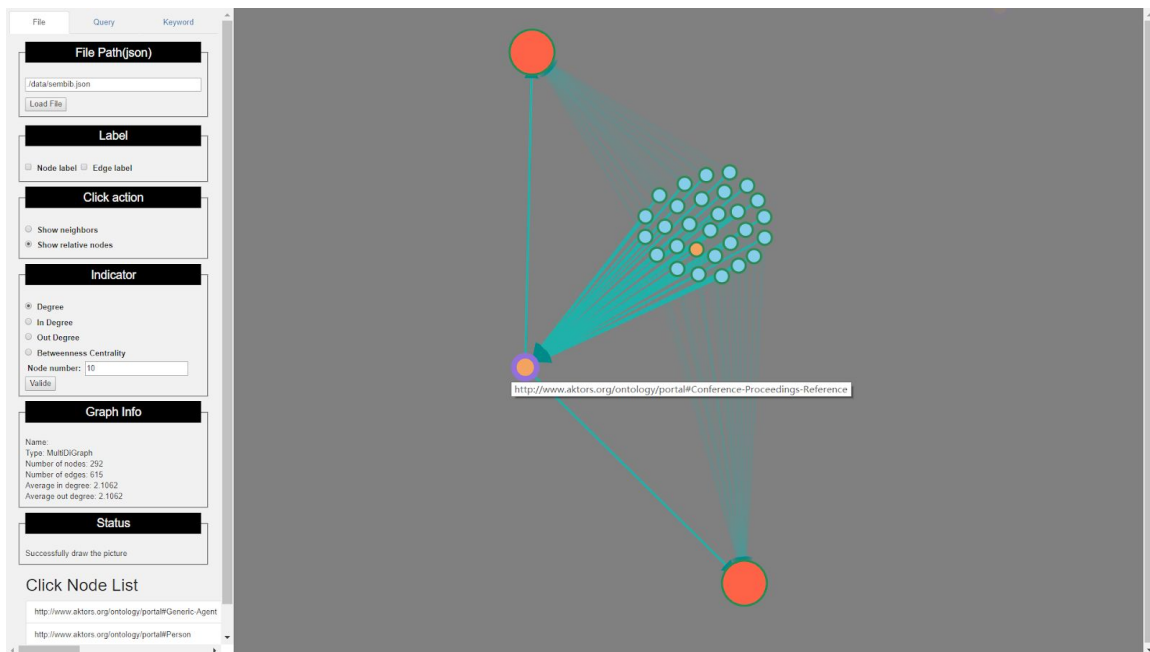 File Query Keyword
File Path(json)
/data/sembib.json
Load File
Label
Node label Edge label
Click action
Show neighbors
Show relative nodes
Indicator
Degree
In Degree
Out Degree
Betweenness Centrality
Node number: 10
Valide
Graph Info
Name:
Type: MultiDiGraph
Number of nodes: 292
Number of edges: 615
Average in degree: 2.1062
Average out degree: 2.1062
Status
Successfully draw the picture
Click Node List
http://www.aktors.org/ontology/portal#Generic-Agent
http://www.aktors.org/ontology/portal#Person
http://www.aktors.org/ontology/portal#Conference-Proceedings-Reference